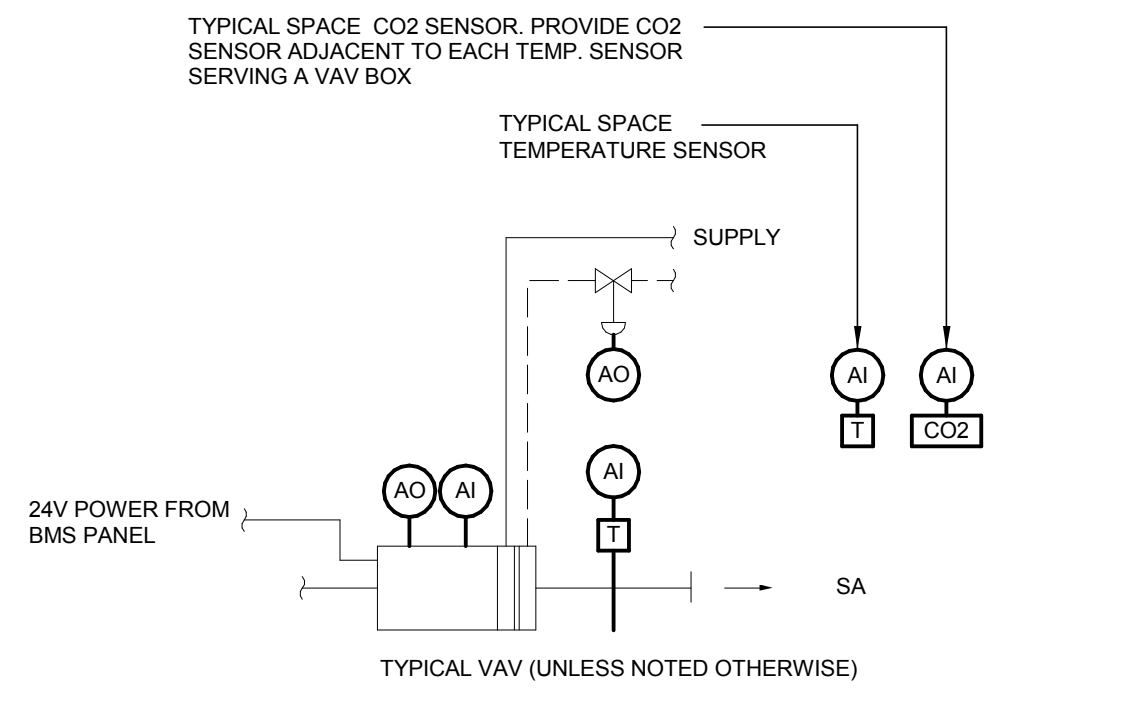 TYPICAL SPACE CO2 SENSOR. PROVIDE CO2
SENSOR ADJACENT TO EACH TEMP. SENSOR
SERVING A VAV BOX
TYPICAL SPACE
TEMPERATURE SENSOR
SUPPLY
AO
AI
AI
T
CO2
AI
AO
AI
T
24V POWER FROM
BMS PANEL
SA
TYPICAL VAV (UNLESS NOTED OTHERWISE)